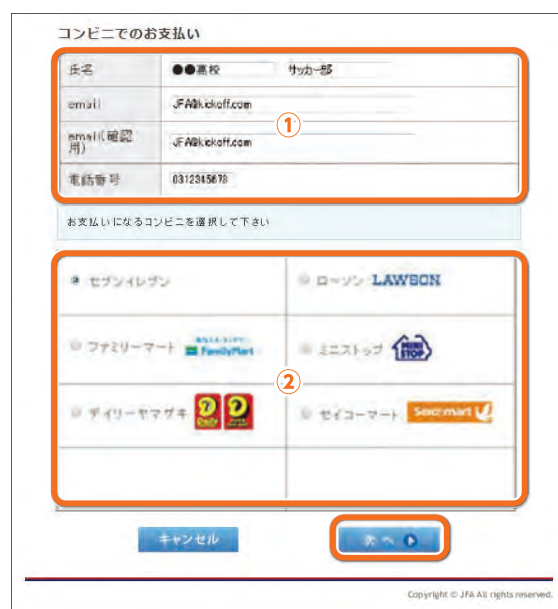 コンビニでのお支払い
氏名 ●●高校 サッカー部
email JFA@kickoff.com
①
email(確認用) JFA@kickoff.com
電話番号 0312345678
お支払いになるコンビニを選択して下さい
セブンイレブン ローソン LAWSON
ファミリーマート FamilyMart ミニストップ MINI STOP
②
デイリーヤマザキ Daily セイコーマート Seicomart
キャンセル 次へ
Copyright © JFA All rights reserved.